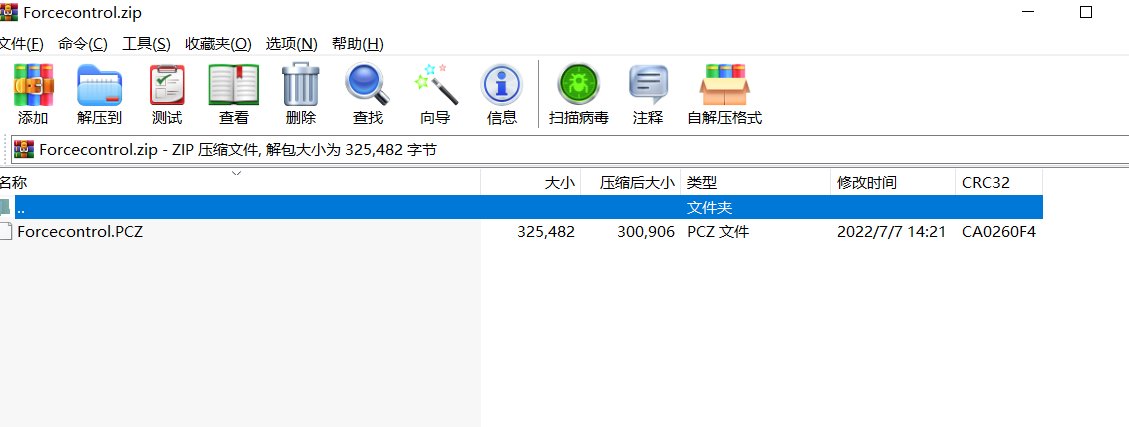 Forcecontrol.zip
文件(F) 命令(C) 工具(S) 收藏夹(O) 选项(N) 帮助(H)
添加 解压到 测试 查看 删除 查找 向导 信息 扫描病毒 注释 自解压格式
Forcecontrol.zip - ZIP 压缩文件, 解包大小为 325,482 字节
名称 大小 压缩后大小 类型 修改时间 CRC32
.. 文件夹
Forcecontrol.PCZ 325,482 300,906 PCZ 文件 2022/7/7 14:21 CA0260F4